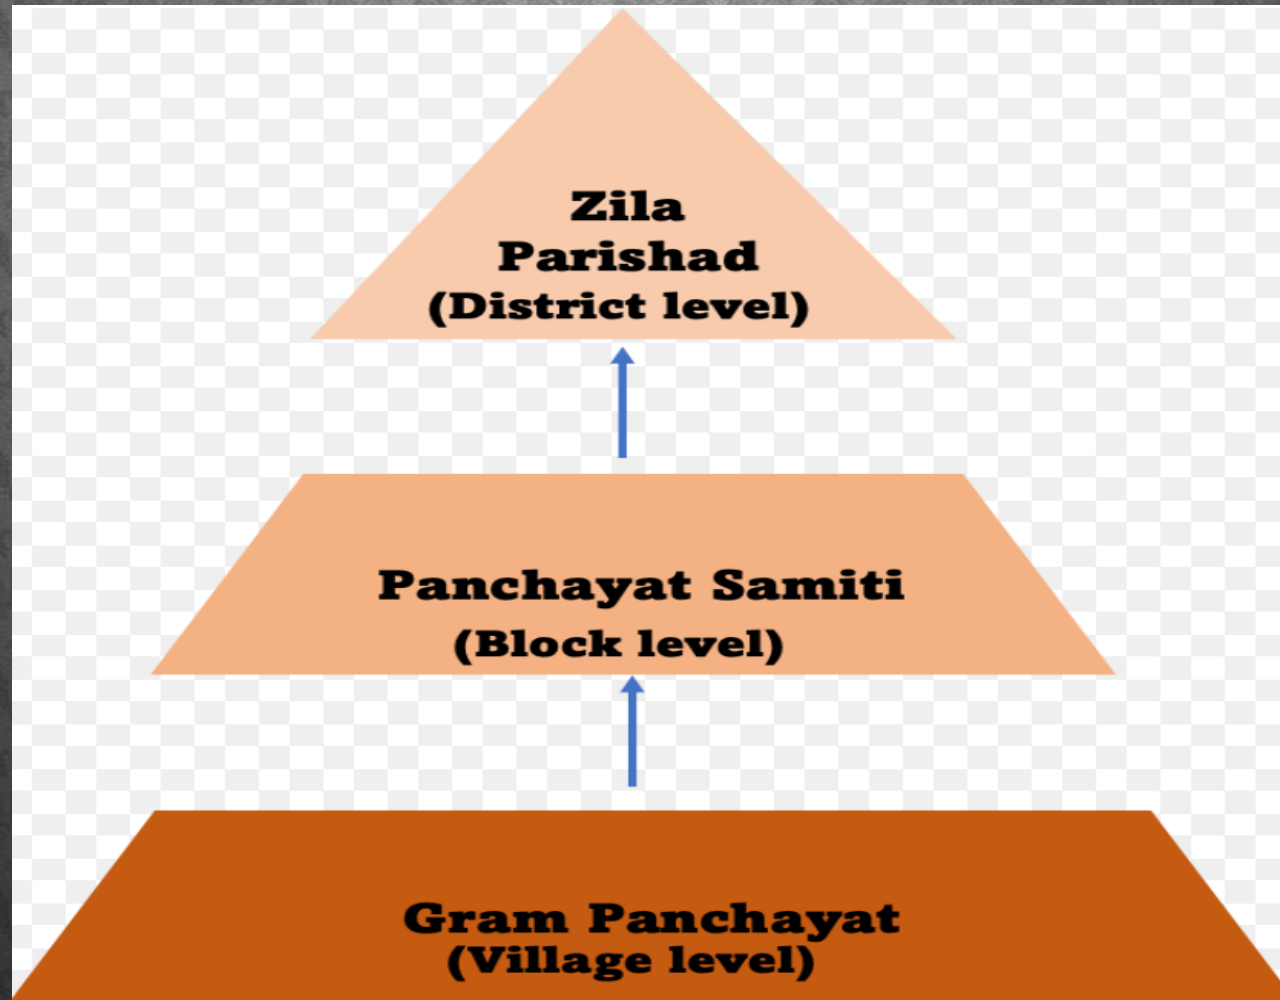 Zila
Parishad
(District level)
Panchayat Samiti
(Block level)
Gram Panchayat
(Village level)